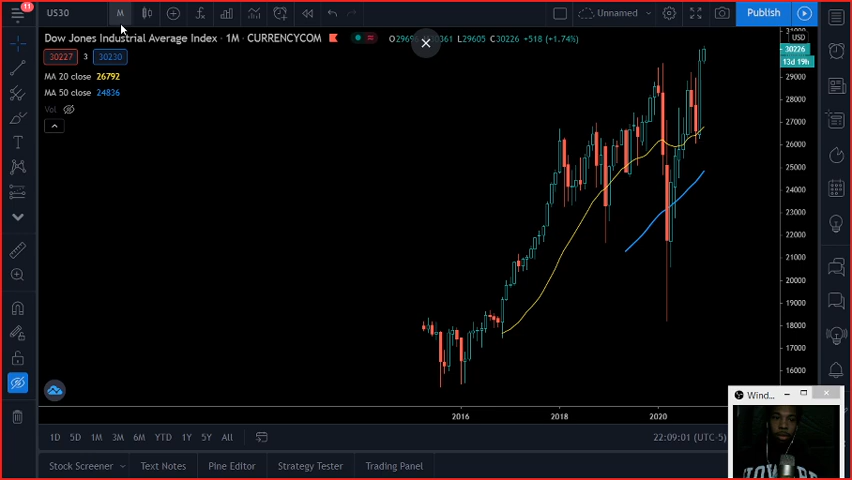 11
US30
M
Unnamed
Publish
Dow Jones Industrial Average Index · 1M · CURRENCYCOM
L29605 C30226 +518 (+1.74%)
USD
30227 3 30230
MA 20 close 26792
MA 50 close 24836
Vol
31000
30226
13d 19h
29000
28000
27000
26000
25000
24000
23000
22000
21000
20000
19000
18000
17000
16000
2016 2018 2020
1D 5D 1M 3M 6M YTD 1Y 5Y All
22:09:01 (UTC-5)
Stock Screener Text Notes Pine Editor Strategy Tester Trading Panel
Wind...